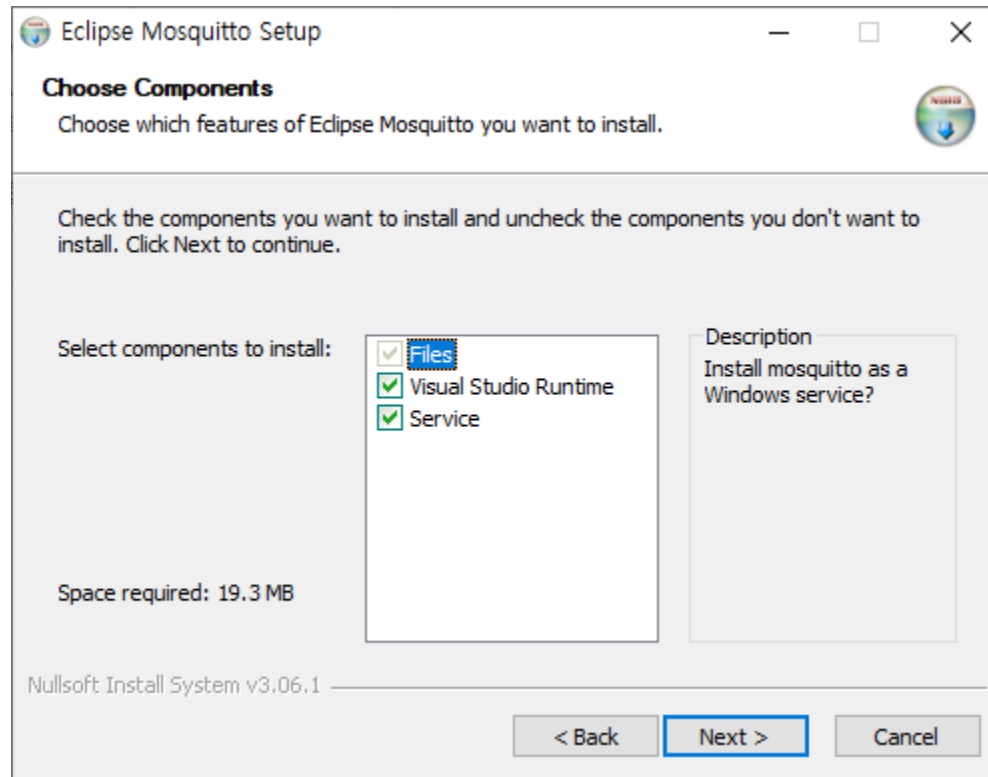 Eclipse Mosquitto Setup
Choose Components
Choose which features of Eclipse Mosquitto you want to install.
NSIS
Check the components you want to install and uncheck the components you don't want to
install. Click Next to continue.
Select components to install:
Files
Visual Studio Runtime
Service
Description
Install mosquitto as a
Windows service?
Space required: 19.3 MB
Nullsoft Install System v3.06.1
< Back
Next >
Cancel